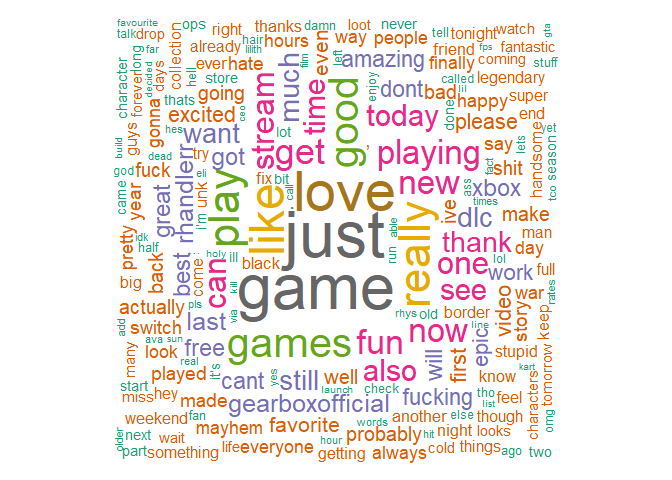 favourite
talk drop
ops
right
thanks
damn
loot
never
tell
tonight
watch
gta
far
already
hair
hours
way
people
friend
fps
fantastic
character
forever
long
days
collection
ever
hate
lilith
film
even
left
amazing
finally
coming
stuff
decided
hell
store
stream
much
time
good
enjoy
dont
called
lil
legendary
thats
going
excited
today
bad
happy
super
guys
gonna
hes
ceo
lot
done
please
end
yet
want
get
,
playing
say
lets
season
build
dead
try
got
fix
bit
shit
handsome
tco
god
fuck
eli
great
rhandlerr
play
like
love
new
xbox
ass
fact
came
year
i'm
unk
call
ive
dlc
times
make
pretty
best
can
just
really
thank
man
idk
half
back
come
ill
holy
black
run
able
one
day
lol
big
pls
kill
game
see
work
full
actually
via
rhys
old
border
war
rates
add
last
switch
games
fun
now
epic
line
video
story
keep
many
ava
sun
look
free
real
also
will
first
stupid
tomorrow
kart
played
it's
cant
yes
still
launch
well
check
tho
list
know
characters
omg
start
miss
hey
made
gearboxofficial
fucking
feel
weekend
fan
mayhem
favorite
words
another
else
though
older
next
wait
hour
probably
hit
night
looks
part
something
life
everyone
getting
always
cold
things
ago
two